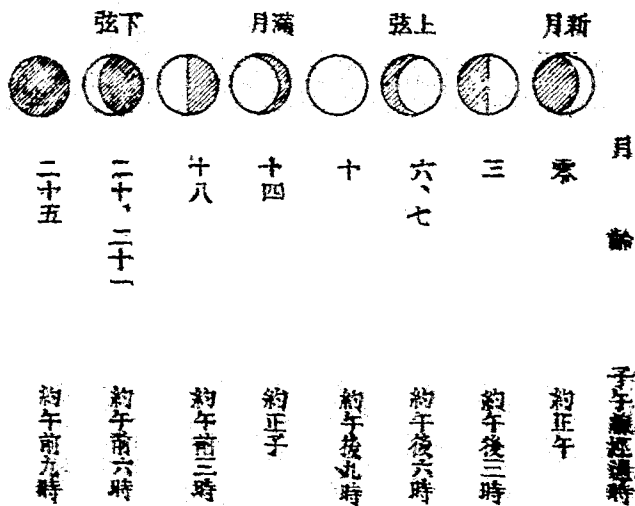 新月
上弦
滿月
下弦
月齡
零
三
六、七
十
十四
十八
二十、二十一
二十五
子午線經過時
約正午
約午後三時
約午後六時
約午後九時
約正子
約午前三時
約午前六時
約午前九時